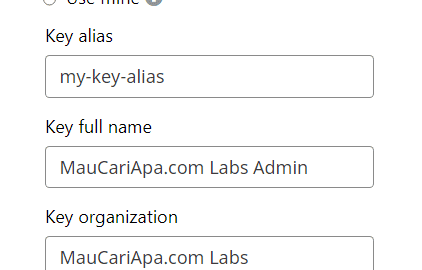 Use mine
Key alias
my-key-alias
Key full name
MauCariApa.com Labs Admin
Key organization
MauCariApa.com Labs